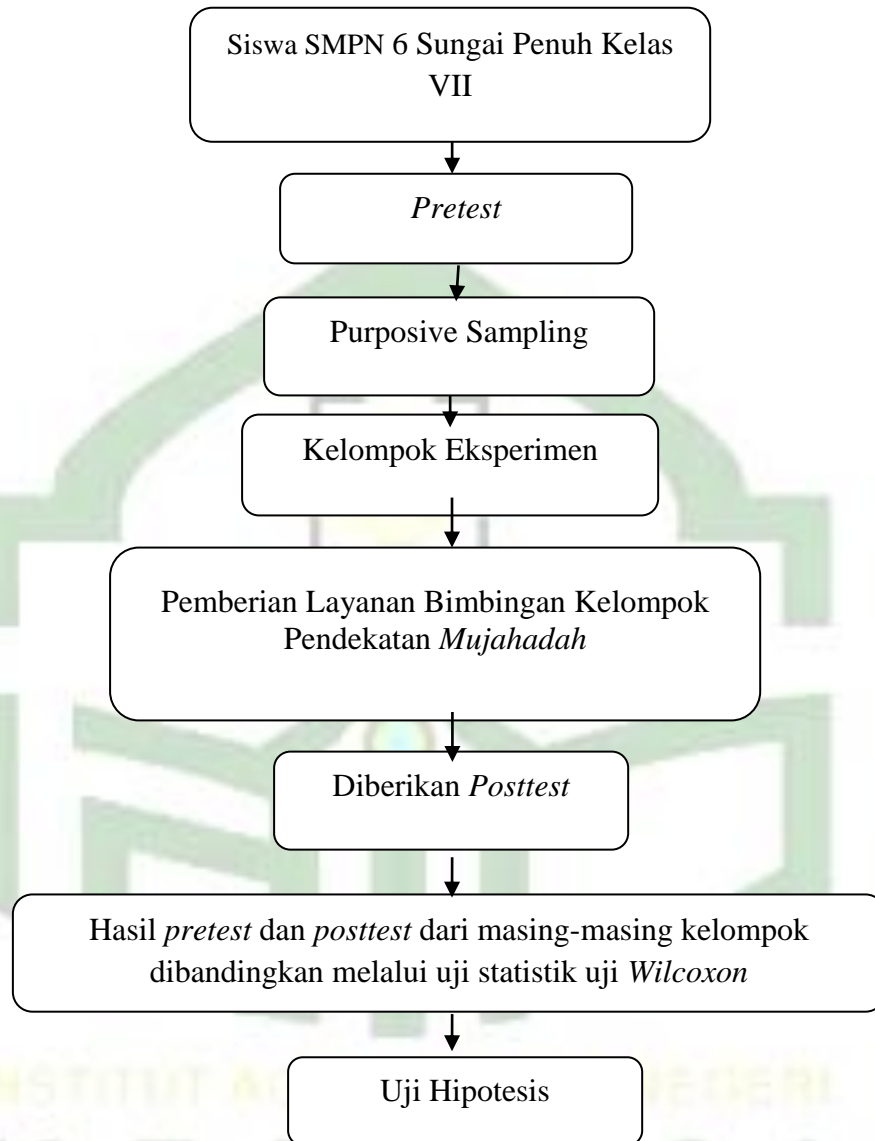 Siswa SMPN 6 Sungai Penuh Kelas
VII
Pretest
Purposive Sampling
Kelompok Eksperimen
Pemberian Layanan Bimbingan Kelompok
Pendekatan Mujahadah
Diberikan Posttest
Hasil pretest dan posttest dari masing-masing kelompok
dibandingkan melalui uji statistik uji Wilcoxon
Uji Hipotesis